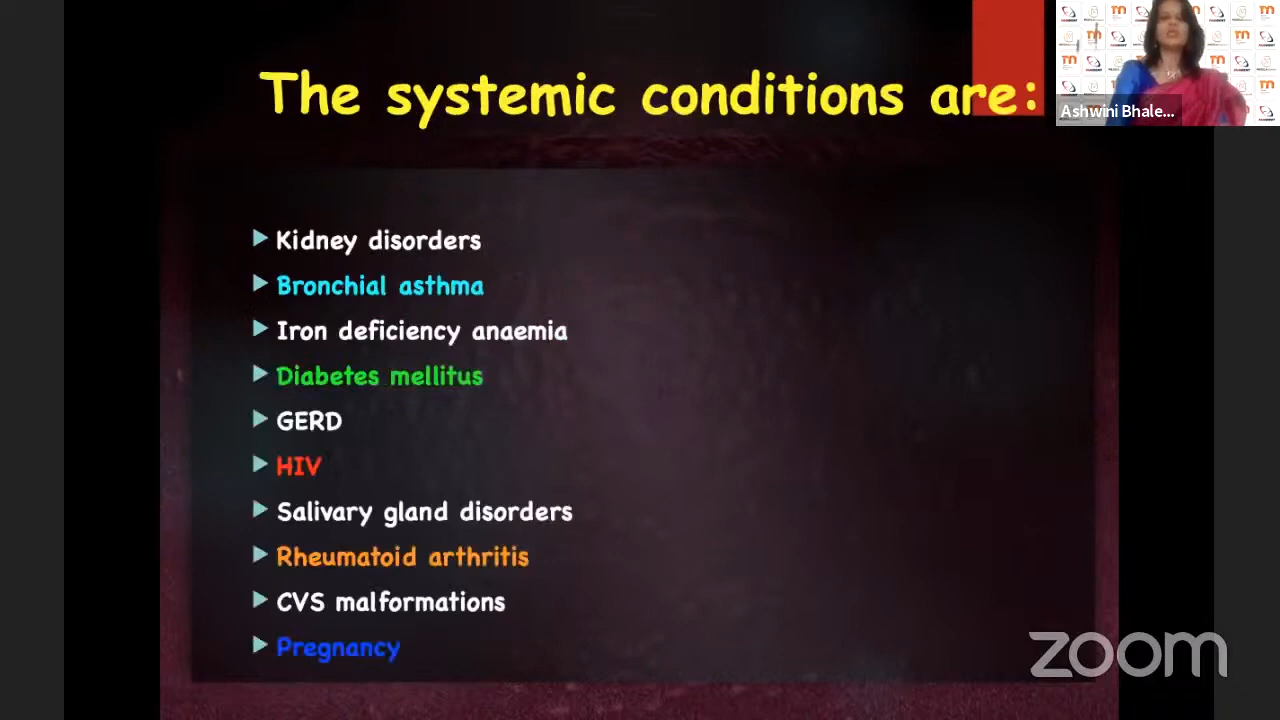 The systemic conditions are:
Ashwini Bhale...
Kidney disorders
Bronchial asthma
Iron deficiency anaemia
Diabetes mellitus
GERD
HIV
Salivary gland disorders
Rheumatoid arthritis
CVS malformations
Pregnancy
zoom